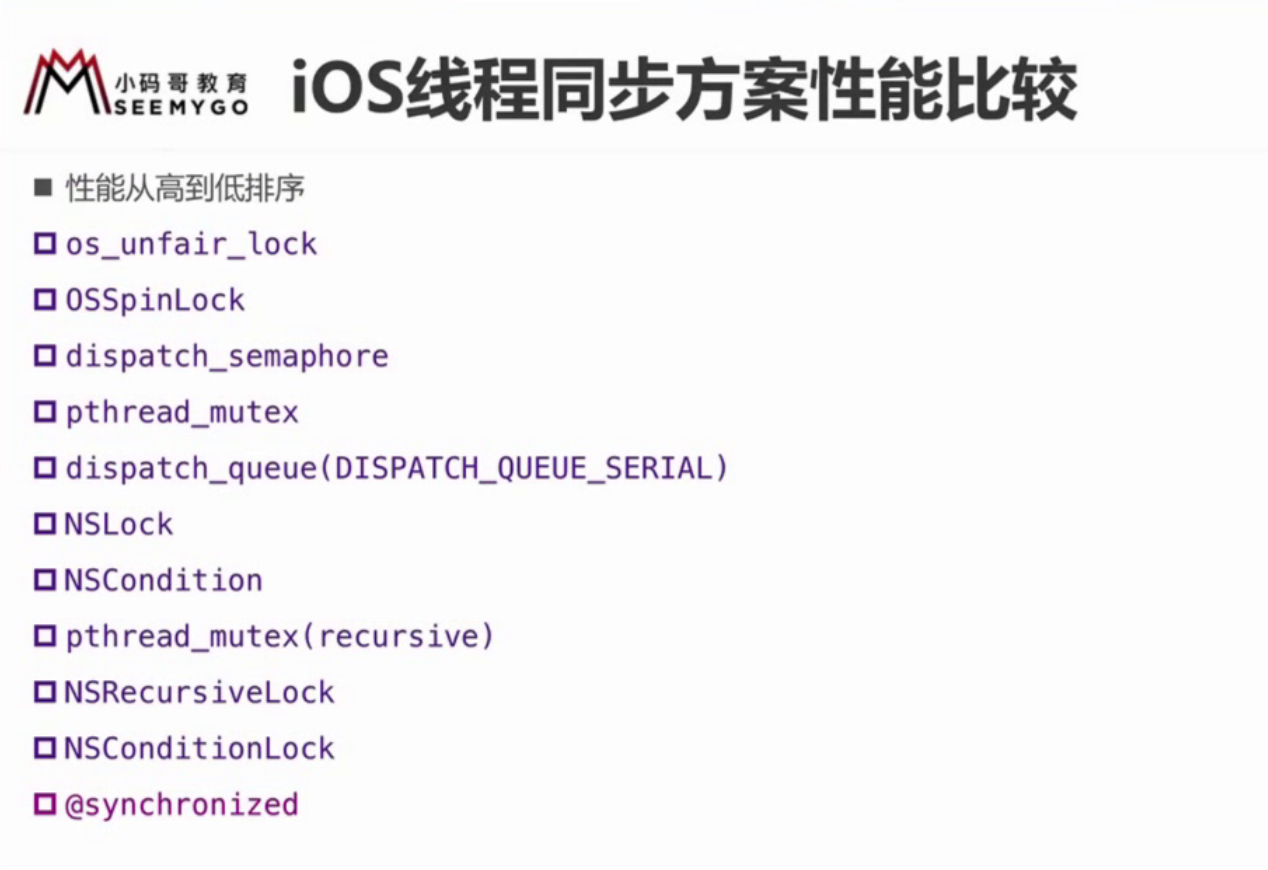 小码哥教育
SEEMYGO
iOS线程同步方案性能比较
性能从高到低排序
os_unfair_lock
OSSpinLock
dispatch_semaphore
pthread_mutex
dispatch_queue(DISPATCH_QUEUE_SERIAL)
NSLock
NSCondition
pthread_mutex(recursive)
NSRecursiveLock
NSConditionLock
@synchronized